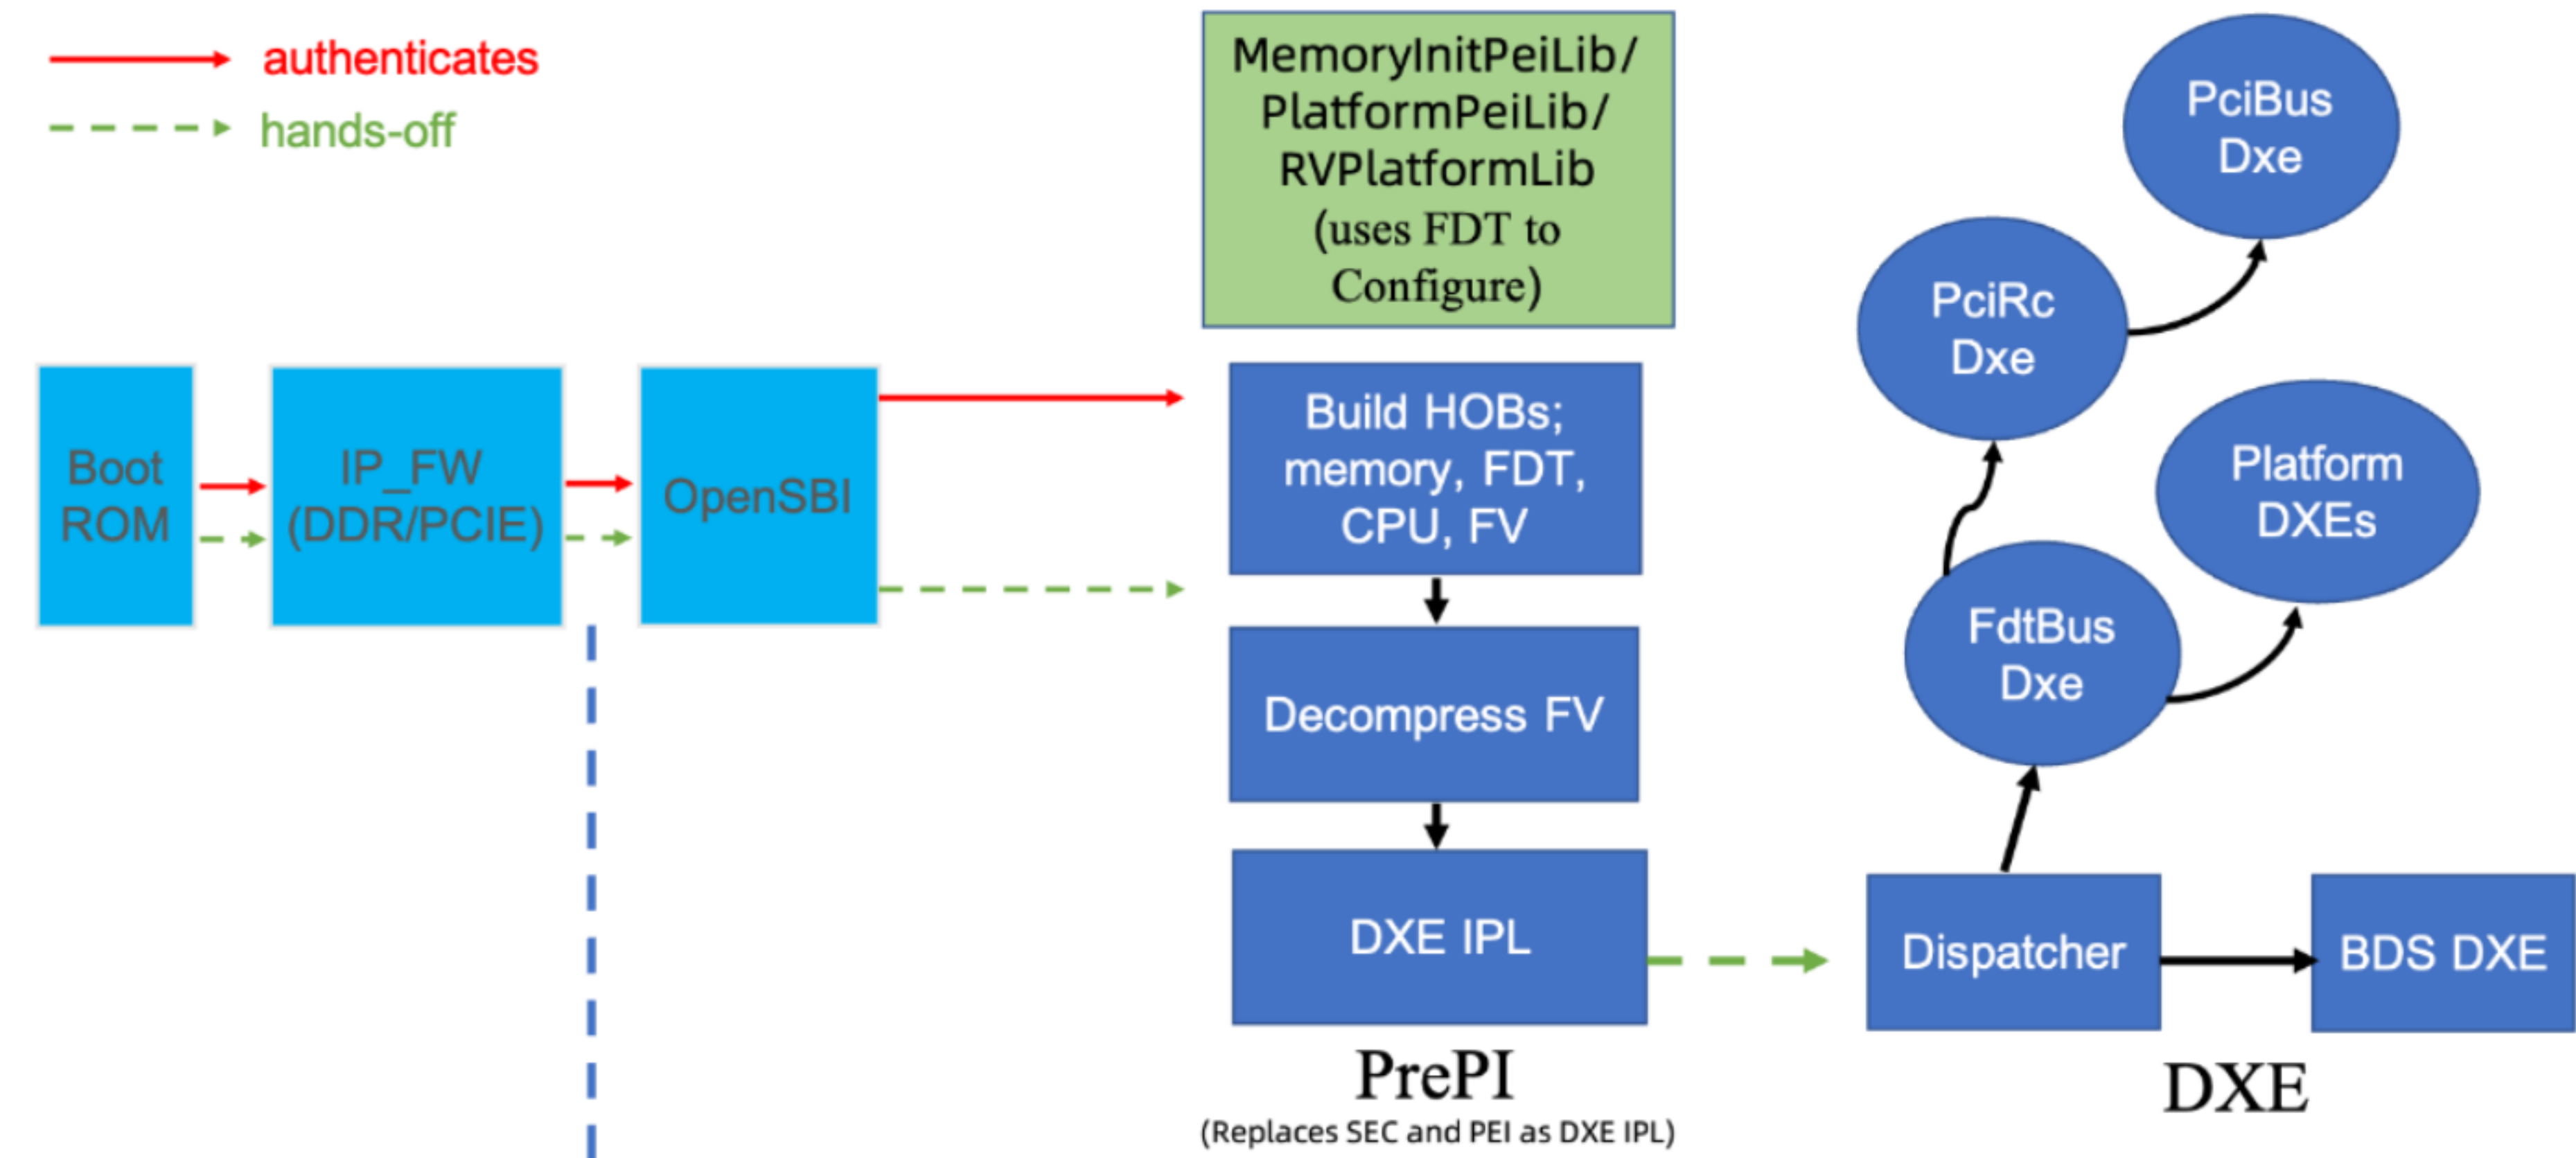 authenticates
hands-off
MemoryInitPeiLib/
PlatformPeiLib/
RVPlatformLib
(uses FDT to
Configure)
Boot
ROM
IP_FW
(DDR/PCIE)
OpenSBI
Build HOBs;
memory, FDT,
CPU, FV
Decompress FV
DXE IPL
PrePI
(Replaces SEC and PEI as DXE IPL)
PciBus
Dxe
PciRc
Dxe
Platform
DXEs
FdtBus
Dxe
Dispatcher
BDS DXE
DXE